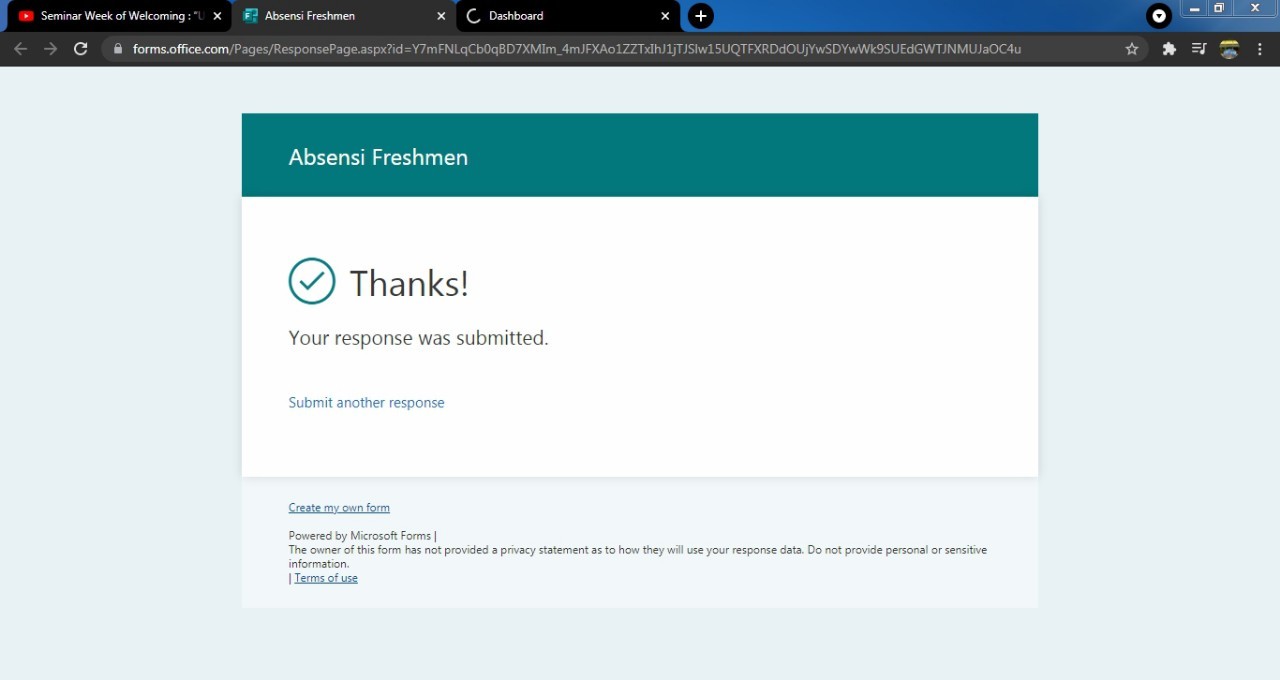 Seminar Week of Welcoming : "U
Absensi Freshmen
Dashboard
forms.office.com/Pages/ResponsePage.aspx?id=Y7mFNLqCb0qBD7XMIm_4mJFXAo1ZZTxIhJ1jTJSlw15UQTFXRDdOUjYwSDYwWk9SUEdGWTJNMUJaOC4u
Absensi Freshmen
Thanks!
Your response was submitted.
Submit another response
Create my own form
Powered by Microsoft Forms |
The owner of this form has not provided a privacy statement as to how they will use your response data. Do not provide personal or sensitive
information.
| Terms of use